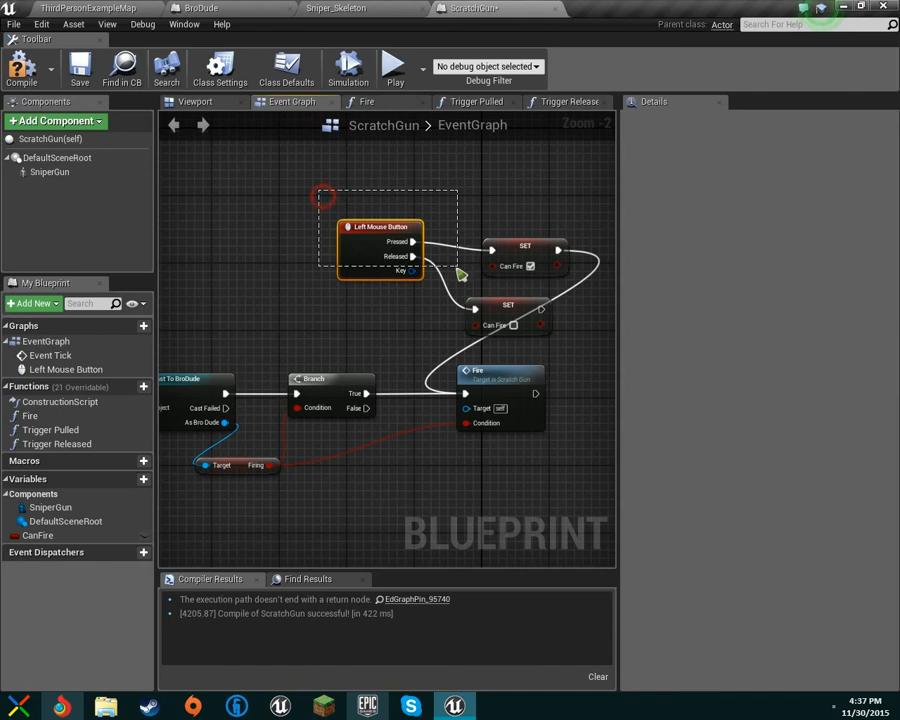 ThirdPersonExampleMap
BroDude
Sniper_Skeleton
ScratchGun*
File Edit Asset View Debug Window Help
Parent class: Actor
Search For Help
Toolbar
Compile
Save
Find in CB
Search
Class Settings
Class Defaults
Simulation
Play
No debug object selected
Debug Filter
Components
Viewport
Event Graph
Fire
Trigger Pulled
Trigger Release
Details
+Add Component
ScratchGun > EventGraph
Zoom -2
ScratchGun(self)
DefaultSceneRoot
SniperGun
Left Mouse Button
Pressed
Released
Key
SET
Can Fire
SET
Can Fire
My Blueprint
+Add New
Search
Graphs
EventGraph
Event Tick
Left Mouse Button
Functions (21 Overridable)
ConstructionScript
Fire
Trigger Pulled
Trigger Released
Macros
Variables
Components
SniperGun
DefaultSceneRoot
CanFire
Event Dispatchers
st To BroDude
ject
Cast Failed
As Bro Dude
Branch
True
Condition
False
Fire
Target is Scratch Gun
Target
self
Condition
Target
Firing
BLUEPRINT
Compiler Results
Find Results
The execution path doesn't end with a return node. EdGraphPin_95740
[4205.87] Compile of ScratchGun successful! [in 422 ms]
Clear
EPIC
4:37 PM
11/30/2015